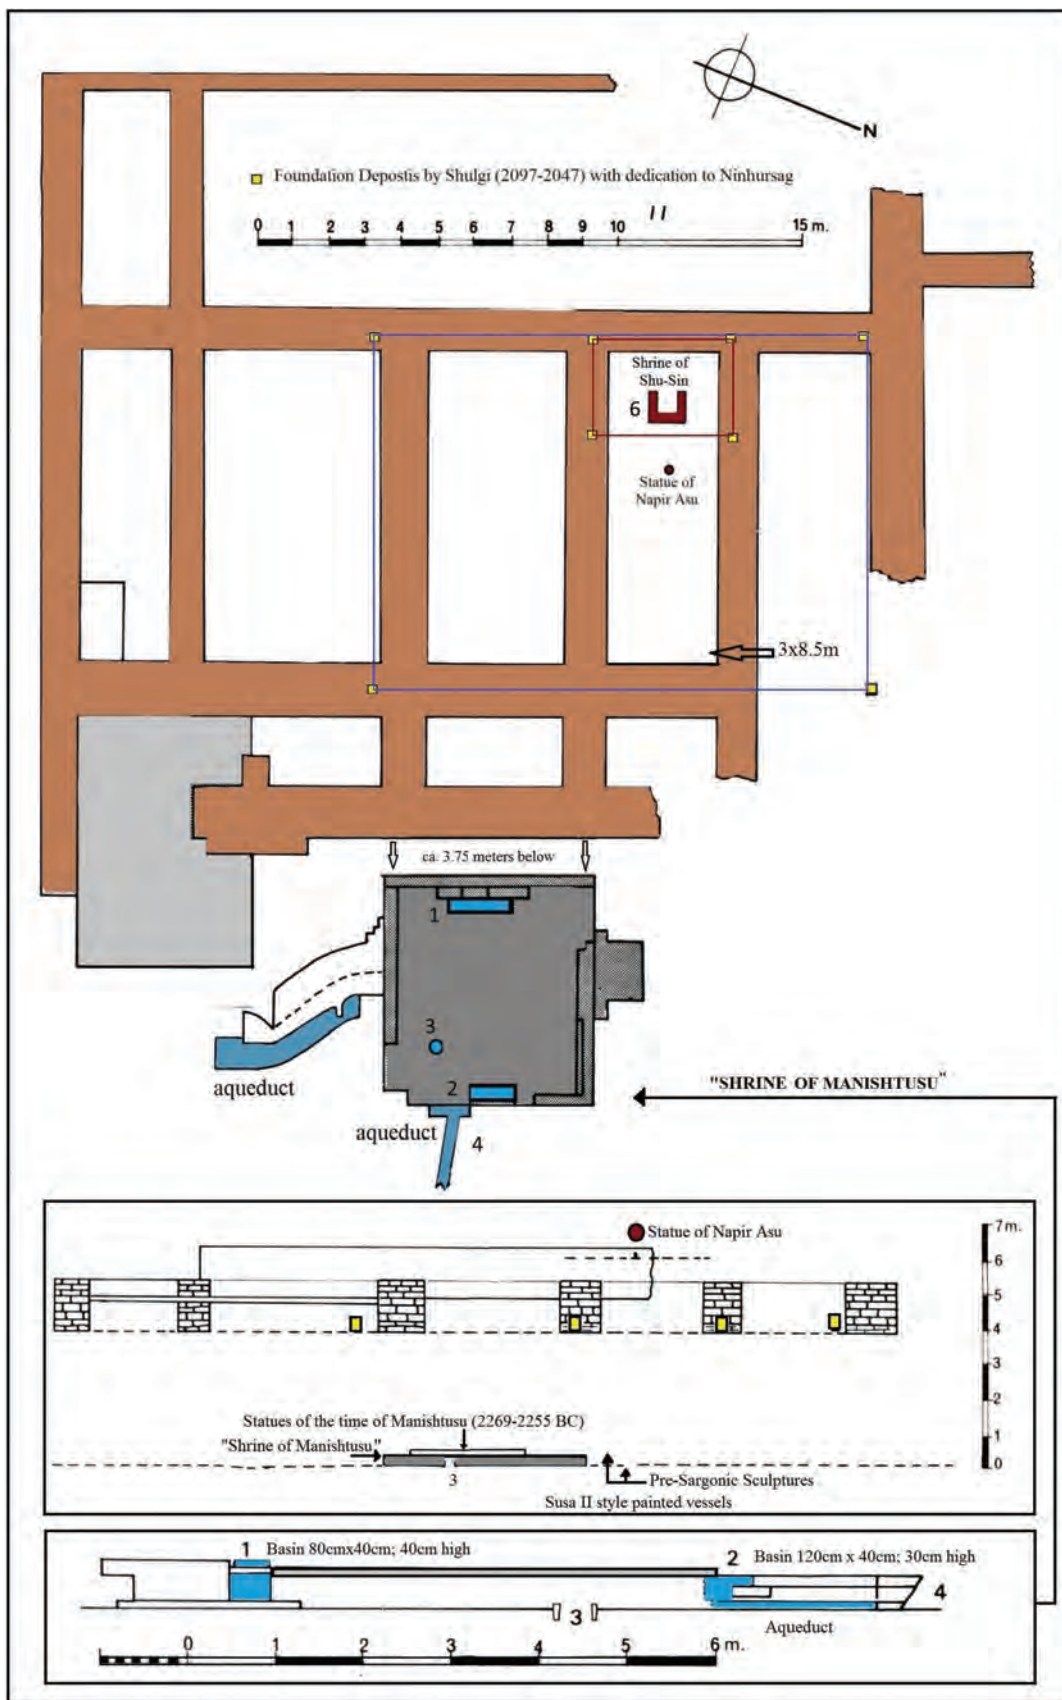 N
Foundation Depostis by Shulgi (2097-2047) with dedication to Ninhursag
0 1 2 3 4 5 6 7 8 9 10 11 15 m.
Shrine of
Shu-Sin
6
Statue of
Napir Asu
3x8.5m
ca. 3.75 meters below
1
3
2
aqueduct
aqueduct
4
"SHRINE OF MANISHTUSU"
Statue of Napir Asu
7m.
6
5
4
3
2
1
0
Statues of the time of Manishtusu (2269-2255 BC)
"Shrine of Manishtusu"
3
Pre-Sargonic Sculptures
Susa II style painted vessels
1 Basin 80cmx40cm; 40cm high
2 Basin 120cm x 40cm; 30cm high
4
3
Aqueduct
0 1 2 3 4 5 6 m.